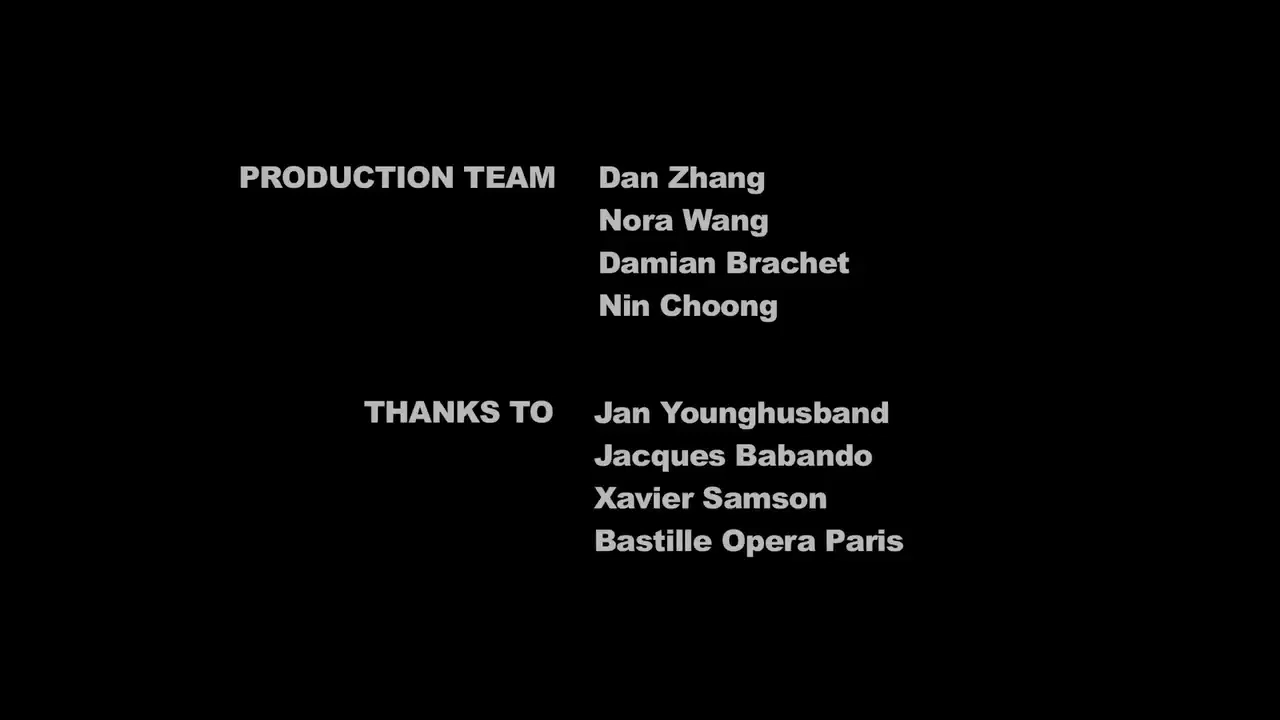 PRODUCTION TEAM Dan Zhang
Nora Wang
Damian Brachet
Nin Choong
THANKS TO Jan Younghusband
Jacques Babando
Xavier Samson
Bastille Opera Paris